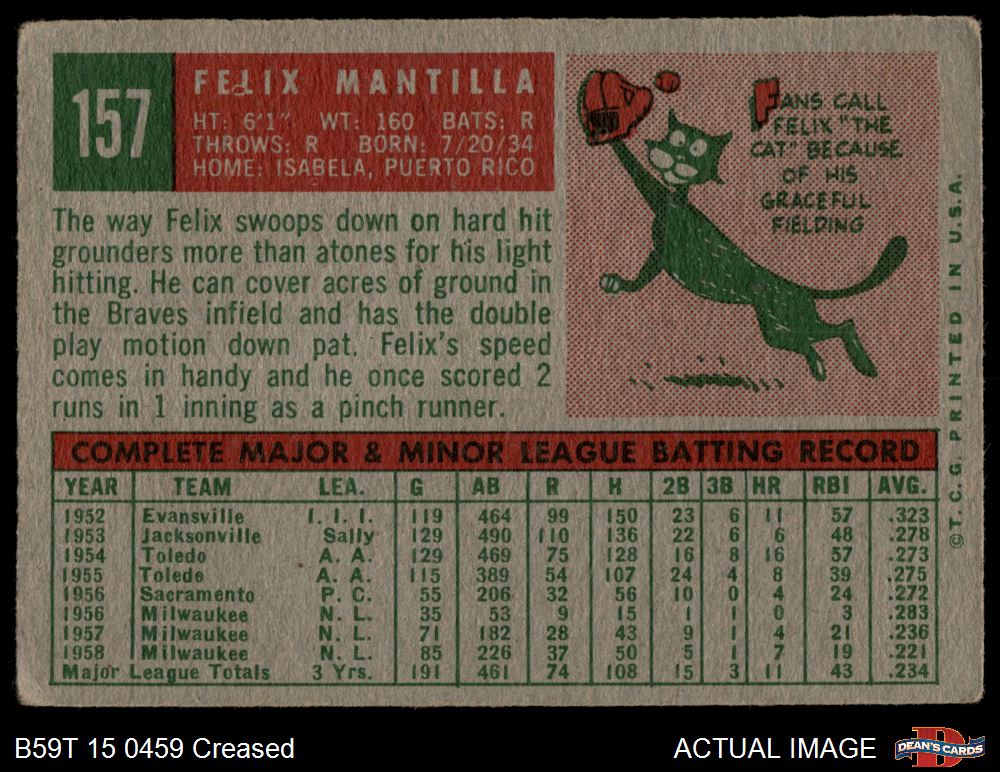 157
FELIX MANTILLA
HT: 6'1" WT: 160 BATS: R
THROWS: R BORN: 7/20/34
HOME: ISABELA, PUERTO RICO
FANS CALL
FELIX "THE
CAT" BECAUSE
OF HIS
GRACEFUL
FIELDING
The way Felix swoops down on hard hit
grounders more than atones for his light
hitting. He can cover acres of ground in
the Braves infield and has the double
play motion down pat. Felix's speed
comes in handy and he once scored 2
runs in 1 inning as a pinch runner.
©T. C. G. PRINTED IN U.S.A.
COMPLETE MAJOR & MINOR LEAGUE BATTING RECORD
YEAR TEAM LEA. G AB R H 2B 3B HR RBI AVG.
1952 Evansville I. I. I. 119 464 99 150 23 6 11 57 .323
1953 Jacksonville Sally 129 490 110 136 22 6 6 48 .278
1954 Toledo A. A. 129 469 75 128 16 8 16 57 .273
1955 Toledo A. A. 115 389 54 107 24 4 8 39 .275
1956 Sacramento P. C. 55 206 32 56 10 0 4 24 .272
1956 Milwaukee N. L. 35 53 9 15 1 1 0 3 .283
1957 Milwaukee N. L. 71 182 28 43 9 1 4 21 .236
1958 Milwaukee N. L. 85 226 37 50 5 1 7 19 .221
Major League Totals 3 Yrs. 191 461 74 108 15 3 11 43 .234
B59T 15 0459 Creased
ACTUAL IMAGE
DEAN'S CARDS